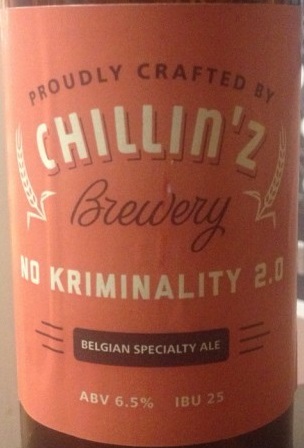 PROUDLY CRAFTED BY
CHILLIN'Z
Brewery
NO KRIMINALITY 2.0
BELGIAN SPECIALTY ALE
ABV 6.5% IBU 25